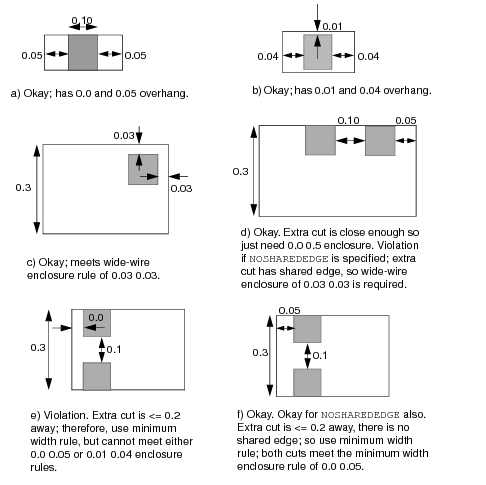 0.10
0.05
0.05
a) Okay; has 0.0 and 0.05 overhang.
0.01
0.04
0.04
b) Okay; has 0.01 and 0.04 overhang.
0.03
0.3
0.03
c) Okay; meets wide-wire
enclosure rule of 0.03 0.03.
0.10
0.05
0.3
d) Okay. Extra cut is close enough so
just need 0.0 0.5 enclosure. Violation
if NOSHAREDEDGE is specified; extra
cut has shared edge, so wide-wire
enclosure of 0.03 0.03 is required.
0.0
0.3
0.1
e) Violation. Extra cut is <= 0.2
away; therefore, use minimum
width rule, but cannot meet either
0.0 0.05 or 0.01 0.04 enclosure
rules.
0.05
0.3
0.1
f) Okay. Okay for NOSHAREDEDGE also.
Extra cut is <= 0.2 away, there is no
shared edge; so use minimum width
rule; both cuts meet the minimum width
enclosure rule of 0.0 0.05.